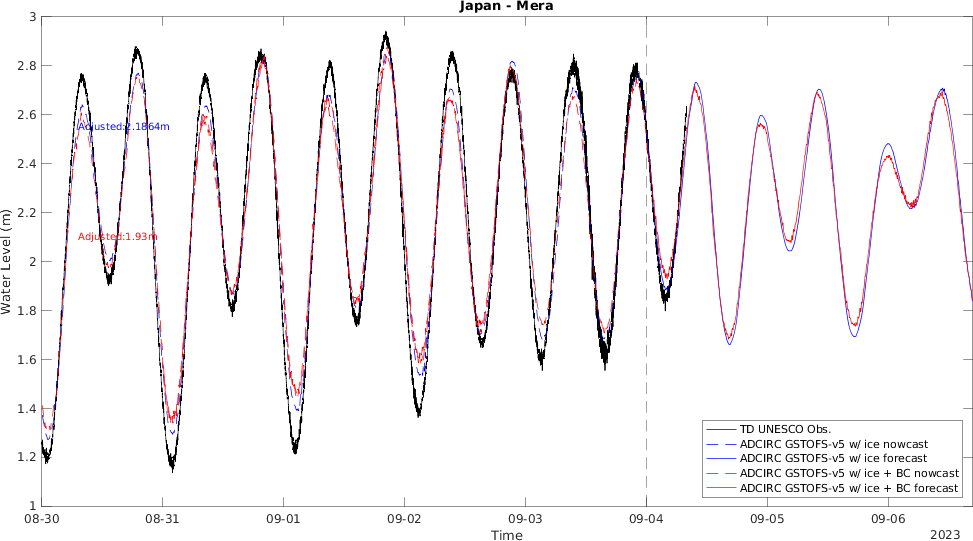 Japan - Mera
3
2.8
2.6
2.4
2.2
2
1.8
1.6
1.4
1.2
1
Water Level (m)
Adjusted:2.1864m
Adjusted:1.93m
TD UNESCO Obs.
ADCIRC GSTOFS-v5 w/ ice nowcast
ADCIRC GSTOFS-v5 w/ ice forecast
ADCIRC GSTOFS-v5 w/ ice + BC nowcast
ADCIRC GSTOFS-v5 w/ ice + BC forecast
08-30 08-31 09-01 09-02 09-03 09-04 09-05 09-06
Time
2023